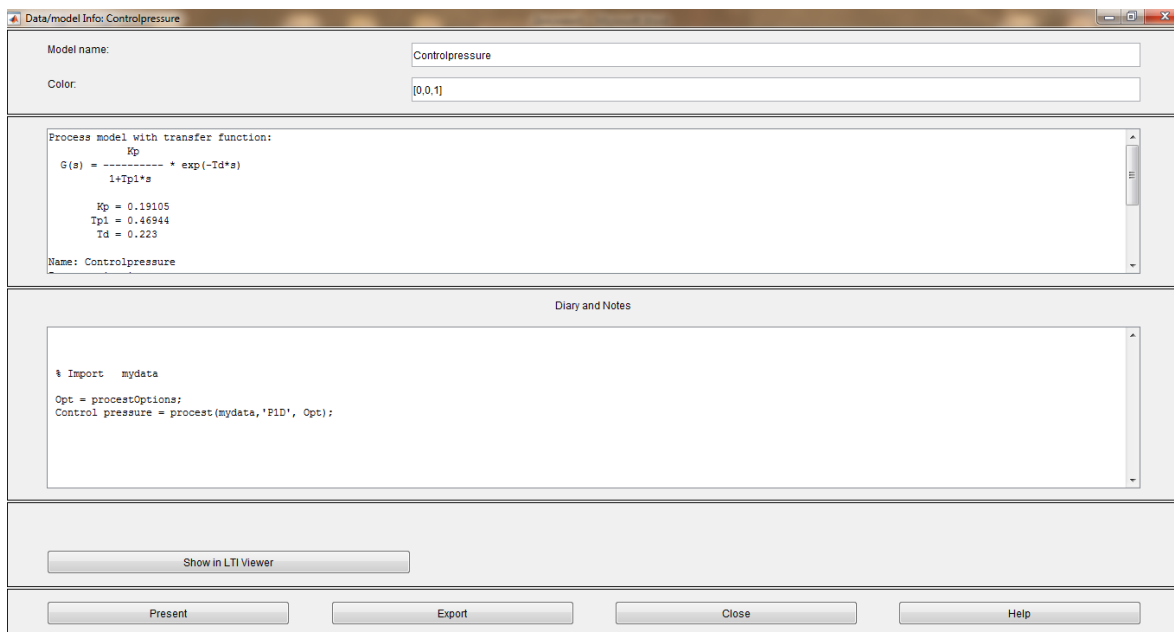 Data/model Info: Controlpressure
Model name:
Controlpressure
Color:
[0,0,1]
Process model with transfer function:
Kp
G(s) = ---------- * exp(-Td*s)
1+Tp1*s
Kp = 0.19105
Tp1 = 0.46944
Td = 0.223
Name: Controlpressure
Diary and Notes
% Import   mydata
Opt = procestOptions;
Control pressure = procest(mydata,'P1D', Opt);
Show in LTI Viewer
Present
Export
Close
Help